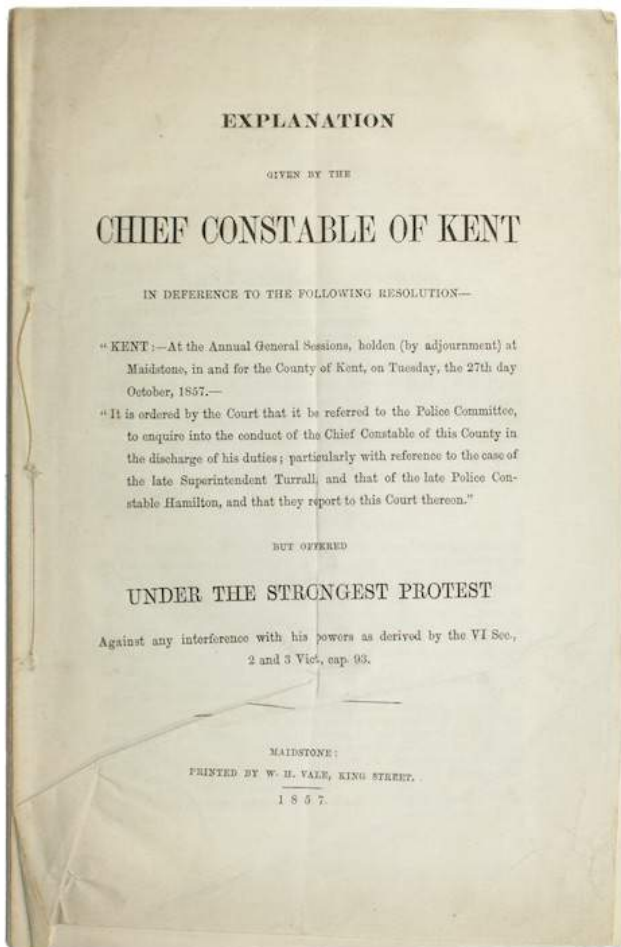 EXPLANATION
GIVEN BY THE
CHIEF CONSTABLE OF KENT
IN DEFERENCE TO THE FOLLOWING RESOLUTION—
"KENT:—At the Annual General Sessions, holden (by adjournment) at
Maidstone, in and for the County of Kent, on Tuesday, the 27th day
October, 1857.—
"It is ordered by the Court that it be referred to the Police Committee,
to enquire into the conduct of the Chief Constable of this County in
the discharge of his duties; particularly with reference to the case of
the late Superintendent Turrall, and that of the late Police Con-
stable Hamilton, and that they report to this Court thereon."
BUT OFFERED
UNDER THE STRONGEST PROTEST
Against any interference with his powers as derived by the VI Sec.,
2 and 3 Vict., cap. 93.
MAIDSTONE:
PRINTED BY W. H. VALE, KING STREET.
1857.